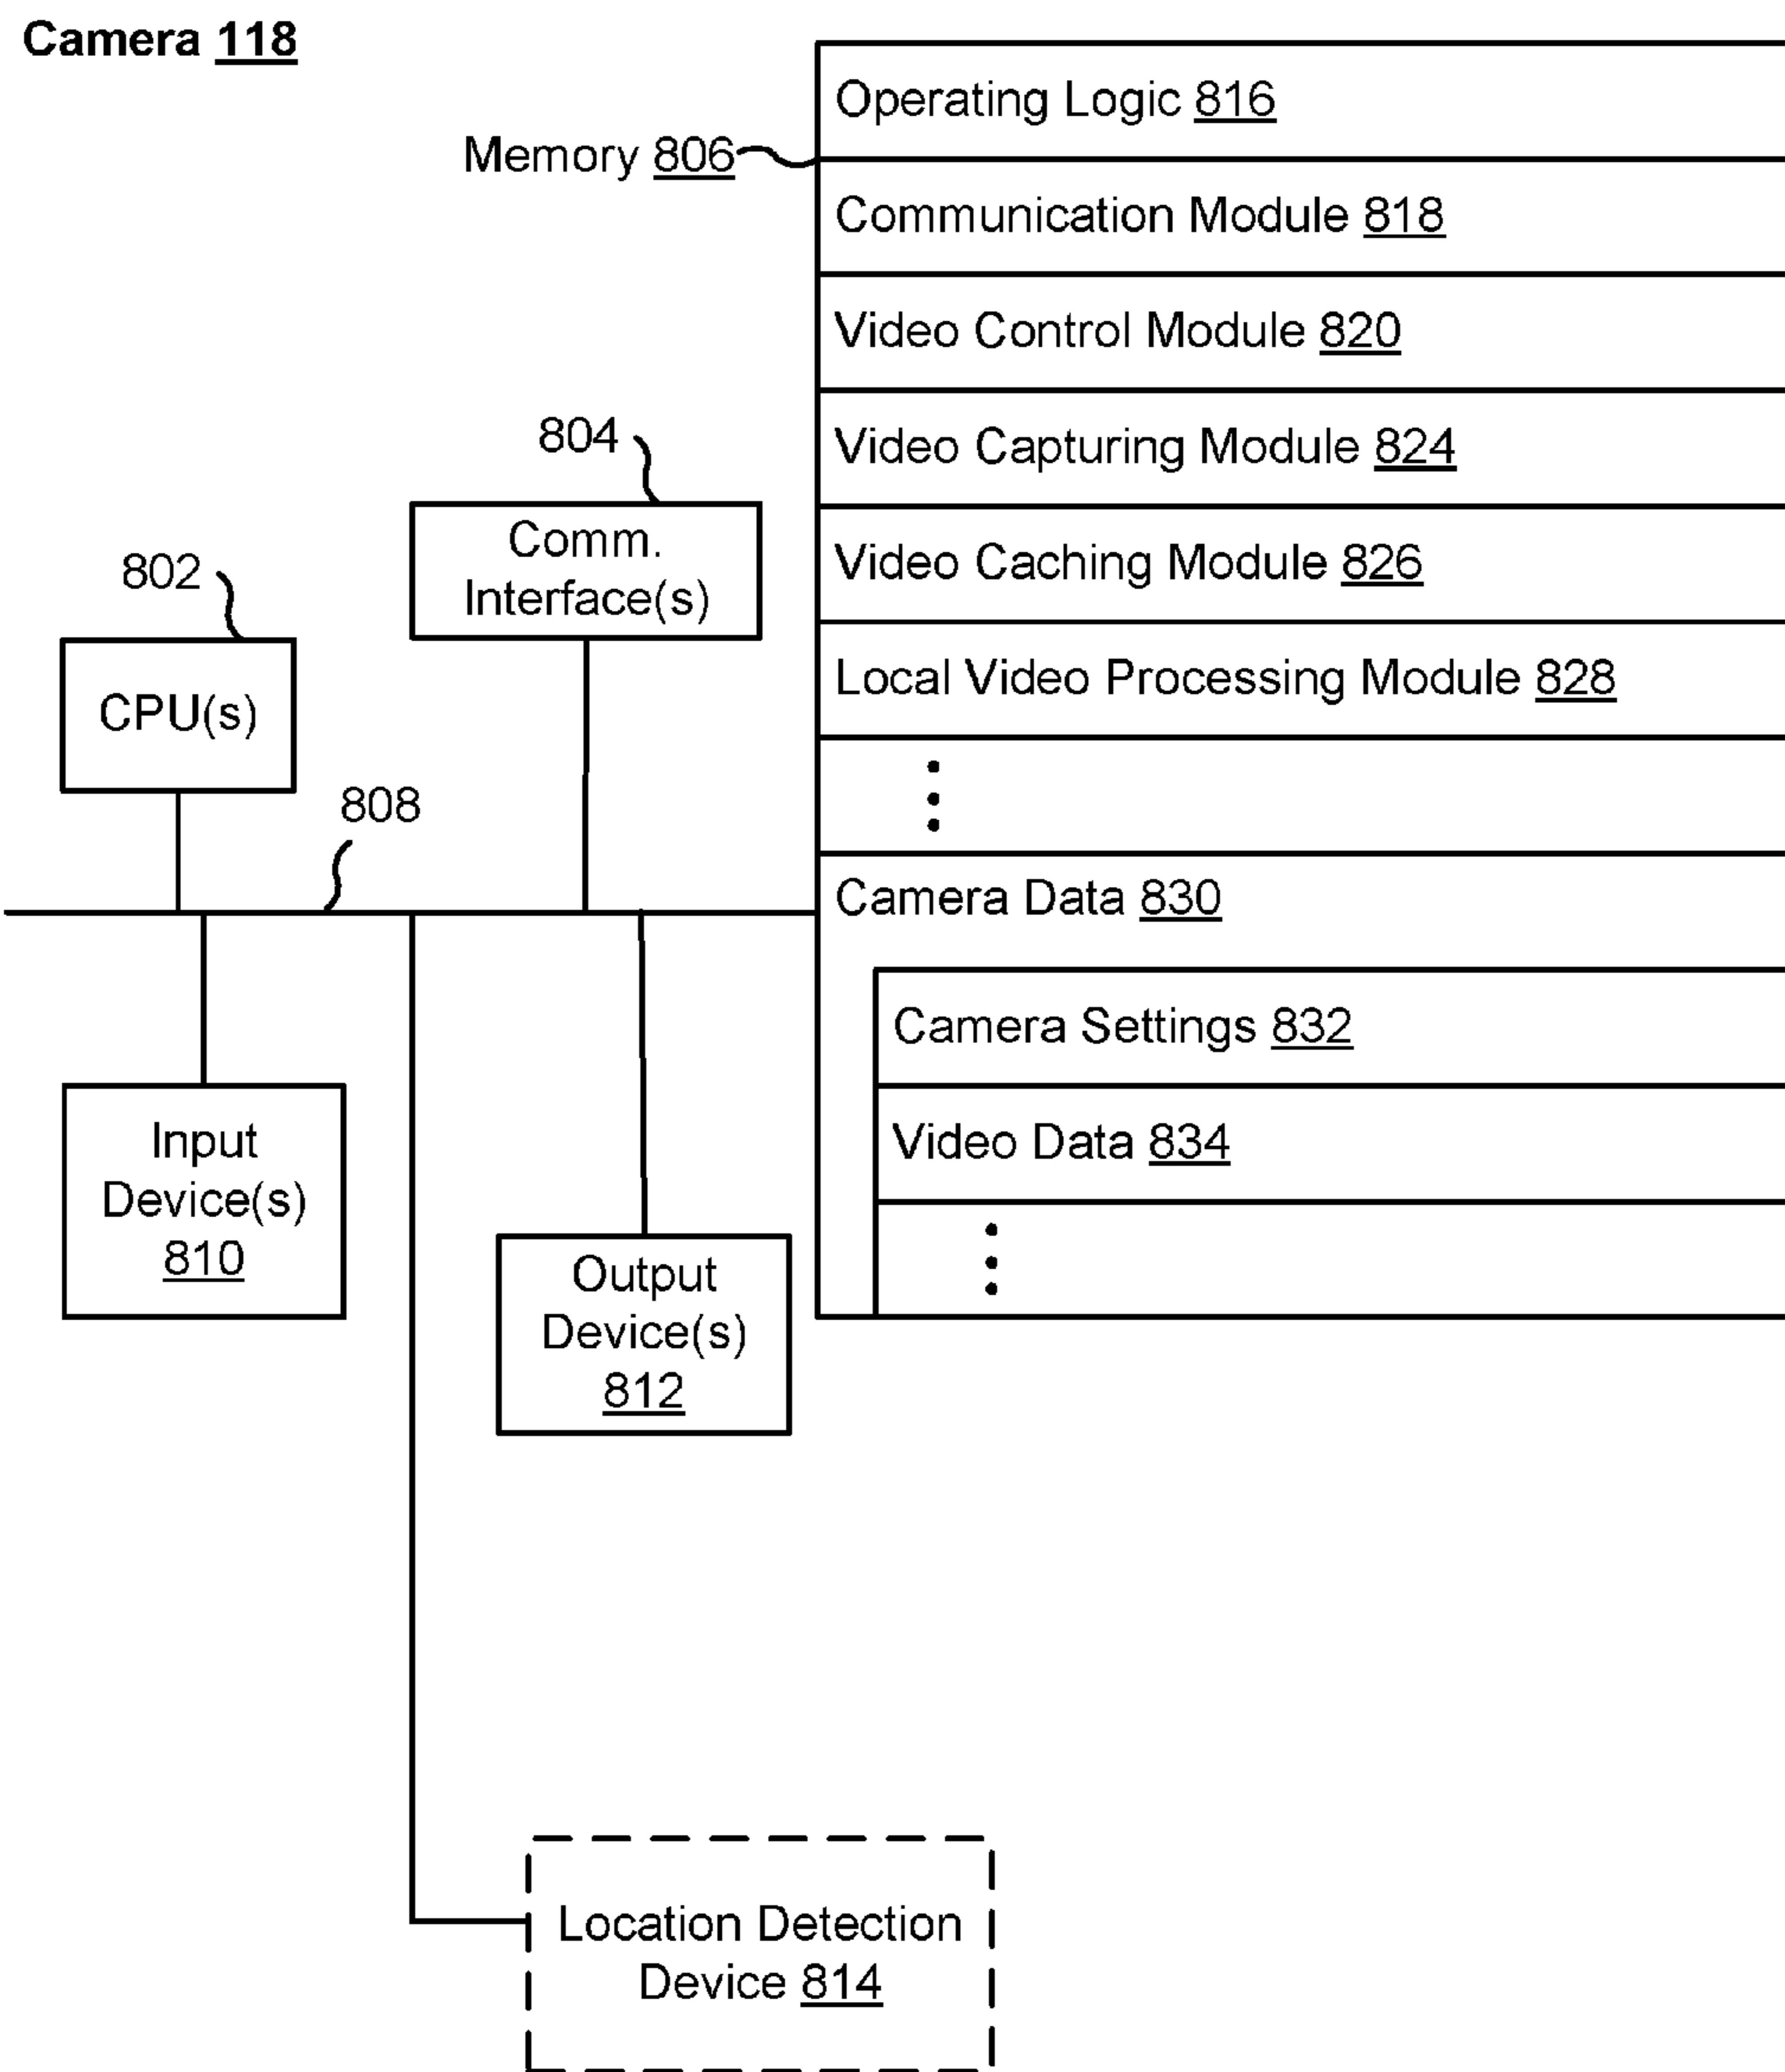 Camera 118
Memory 806
Operating Logic 816
Communication Module 818
Video Control Module 820
Video Capturing Module 824
Video Caching Module 826
Local Video Processing Module 828
Camera Data 830
Camera Settings 832
Video Data 834
804
Comm.
Interface(s)
802
CPU(s)
808
Input
Device(s)
810
Output
Device(s)
812
Location Detection
Device 814